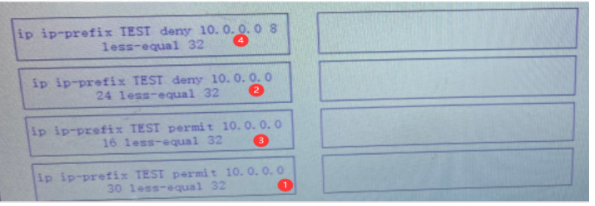 ip ip-prefix TEST deny 10.0.0.0 8
less-equal 32
4
ip ip-prefix TEST deny 10.0.0.0
24 less-equal 32
2
ip ip-prefix TEST permit 10.0.0.0
16 less-equal 32
3
ip ip-prefix TEST permit 10.0.0.0
30 less-equal 32
1